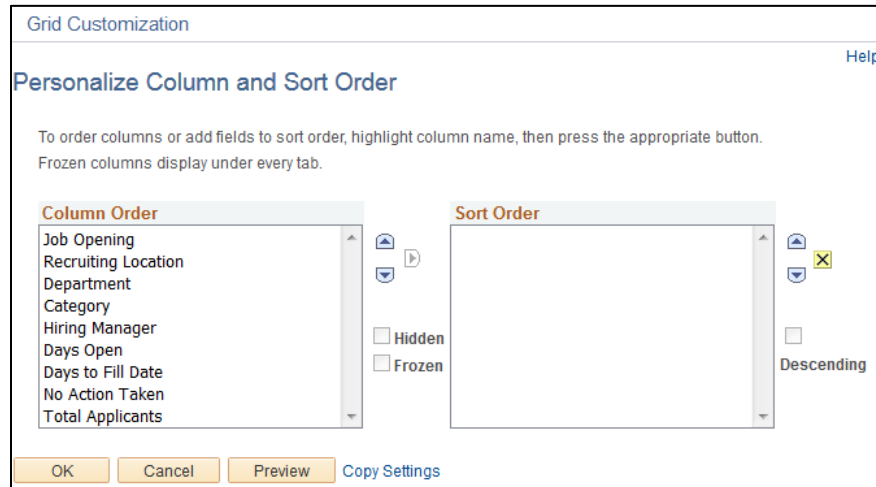 Grid Customization
Help
Personalize Column and Sort Order
To order columns or add fields to sort order, highlight column name, then press the appropriate button.
Frozen columns display under every tab.
Column Order
Job Opening
Recruiting Location
Department
Category
Hiring Manager
Days Open
Days to Fill Date
No Action Taken
Total Applicants
Hidden
Frozen
Sort Order
Descending
OK Cancel Preview Copy Settings